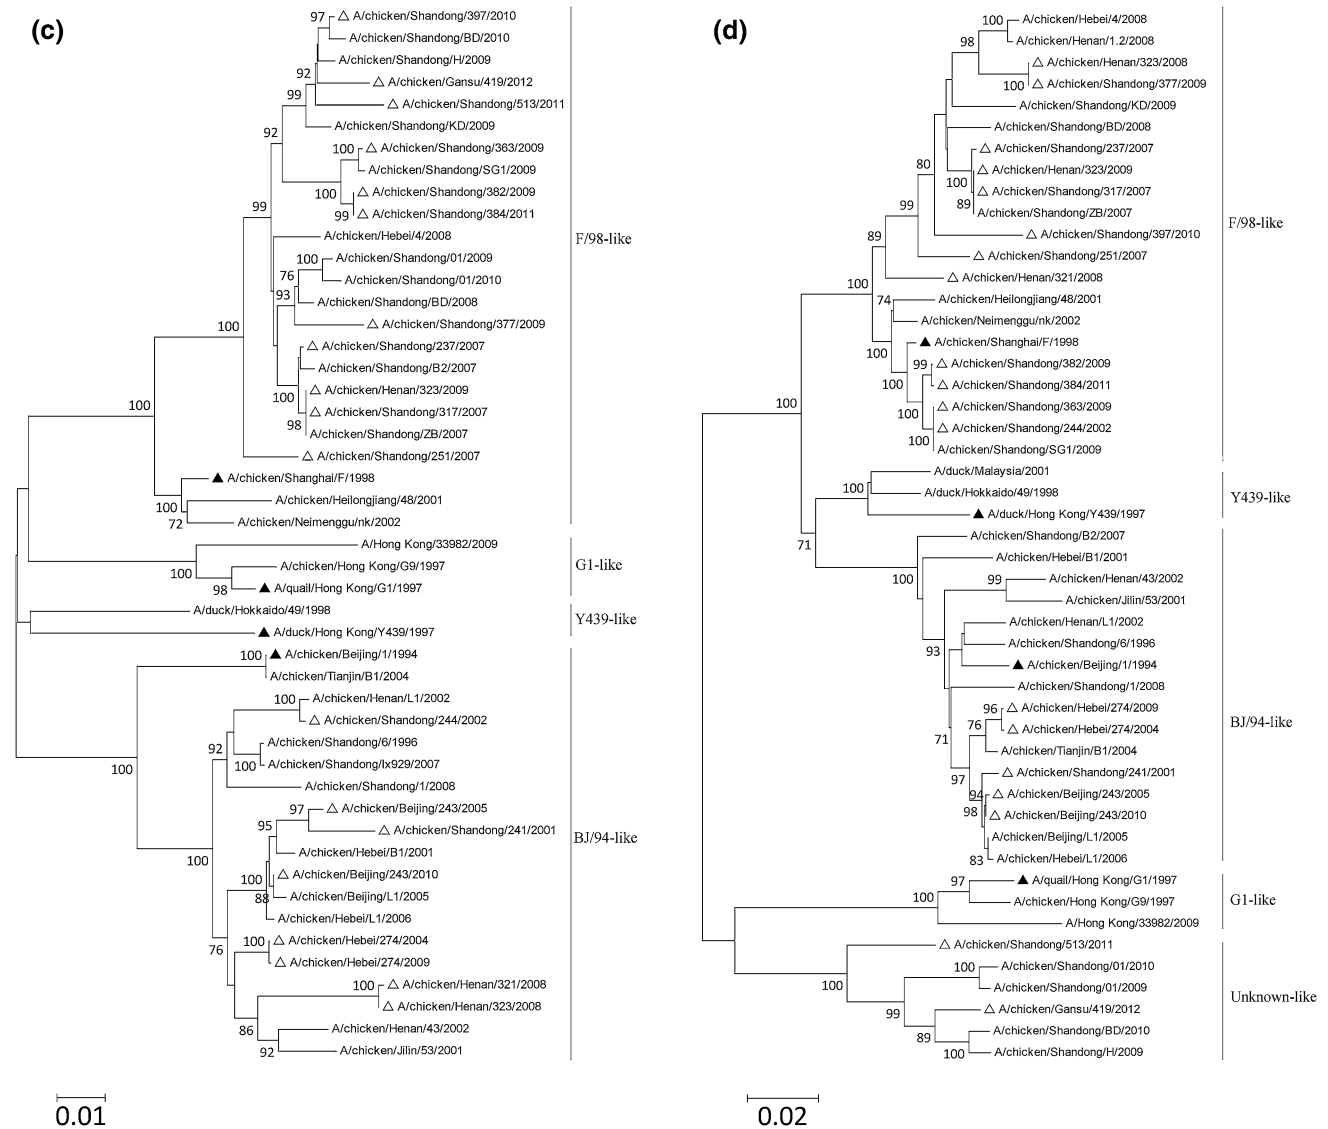 (c)
97 A/chicken/Shandong/397/2010
A/chicken/Shandong/BD/2010
A/chicken/Shandong/H/2009
92 A/chicken/Gansu/419/2012
99 A/chicken/Shandong/513/2011
A/chicken/Shandong/KD/2009
92
100 A/chicken/Shandong/363/2009
A/chicken/Shandong/SG1/2009
100 A/chicken/Shandong/382/2009
99 A/chicken/Shandong/384/2011
99
A/chicken/Hebei/4/2008
F/98-like
100 A/chicken/Shandong/01/2009
76 A/chicken/Shandong/01/2010
93 A/chicken/Shandong/BD/2008
A/chicken/Shandong/377/2009
100
A/chicken/Shandong/237/2007
A/chicken/Shandong/B2/2007
100 A/chicken/Henan/323/2009
A/chicken/Shandong/317/2007
98 A/chicken/Shandong/ZB/2007
100
A/chicken/Shandong/251/2007
A/chicken/Shanghai/F/1998
100 A/chicken/Heilongjiang/48/2001
72 A/chicken/Neimenggu/nk/2002
A/Hong Kong/33982/2009
100 A/chicken/Hong Kong/G9/1997
G1-like
98 A/quail/Hong Kong/G1/1997
A/duck/Hokkaido/49/1998
Y439-like
A/duck/Hong Kong/Y439/1997
100 A/chicken/Beijing/1/1994
A/chicken/Tianjin/B1/2004
100 A/chicken/Henan/L1/2002
A/chicken/Shandong/244/2002
92 A/chicken/Shandong/6/1996
100 A/chicken/Shandong/lx929/2007
100
A/chicken/Shandong/1/2008
97 A/chicken/Beijing/243/2005
95 A/chicken/Shandong/241/2001
BJ/94-like
A/chicken/Hebei/B1/2001
100
100 A/chicken/Beijing/243/2010
88 A/chicken/Beijing/L1/2005
A/chicken/Hebei/L1/2006
76
100 A/chicken/Hebei/274/2004
A/chicken/Hebei/274/2009
100 A/chicken/Henan/321/2008
A/chicken/Henan/323/2008
86 A/chicken/Henan/43/2002
92 A/chicken/Jilin/53/2001
0.01
(d)
100 A/chicken/Hebei/4/2008
98 A/chicken/Henan/1.2/2008
A/chicken/Henan/323/2008
100 A/chicken/Shandong/377/2009
A/chicken/Shandong/KD/2009
A/chicken/Shandong/BD/2008
80 A/chicken/Shandong/237/2007
A/chicken/Henan/323/2009
100 A/chicken/Shandong/317/2007
89 A/chicken/Shandong/ZB/2007
99
F/98-like
A/chicken/Shandong/397/2010
89
A/chicken/Shandong/251/2007
A/chicken/Henan/321/2008
100
74 A/chicken/Heilongjiang/48/2001
A/chicken/Neimenggu/nk/2002
100 A/chicken/Shanghai/F/1998
99 A/chicken/Shandong/382/2009
100 A/chicken/Shandong/384/2011
100
100 A/chicken/Shandong/363/2009
A/chicken/Shandong/244/2002
100 A/chicken/Shandong/SG1/2009
A/duck/Malaysia/2001
100 A/duck/Hokkaido/49/1998
Y439-like
A/duck/Hong Kong/Y439/1997
71
A/chicken/Shandong/B2/2007
A/chicken/Hebei/B1/2001
100
99 A/chicken/Henan/43/2002
A/chicken/Jilin/53/2001
A/chicken/Henan/L1/2002
A/chicken/Shandong/6/1996
93
A/chicken/Beijing/1/1994
A/chicken/Shandong/1/2008
96 A/chicken/Hebei/274/2009
76 A/chicken/Hebei/274/2004
BJ/94-like
71
A/chicken/Tianjin/B1/2004
97 A/chicken/Shandong/241/2001
94 A/chicken/Beijing/243/2005
98 A/chicken/Beijing/243/2010
A/chicken/Beijing/L1/2005
83 A/chicken/Hebei/L1/2006
97 A/quail/Hong Kong/G1/1997
100 A/chicken/Hong Kong/G9/1997
G1-like
A/Hong Kong/33982/2009
A/chicken/Shandong/513/2011
100 A/chicken/Shandong/01/2010
100
A/chicken/Shandong/01/2009
Unknown-like
99 A/chicken/Gansu/419/2012
89 A/chicken/Shandong/BD/2010
100 A/chicken/Shandong/H/2009
0.02